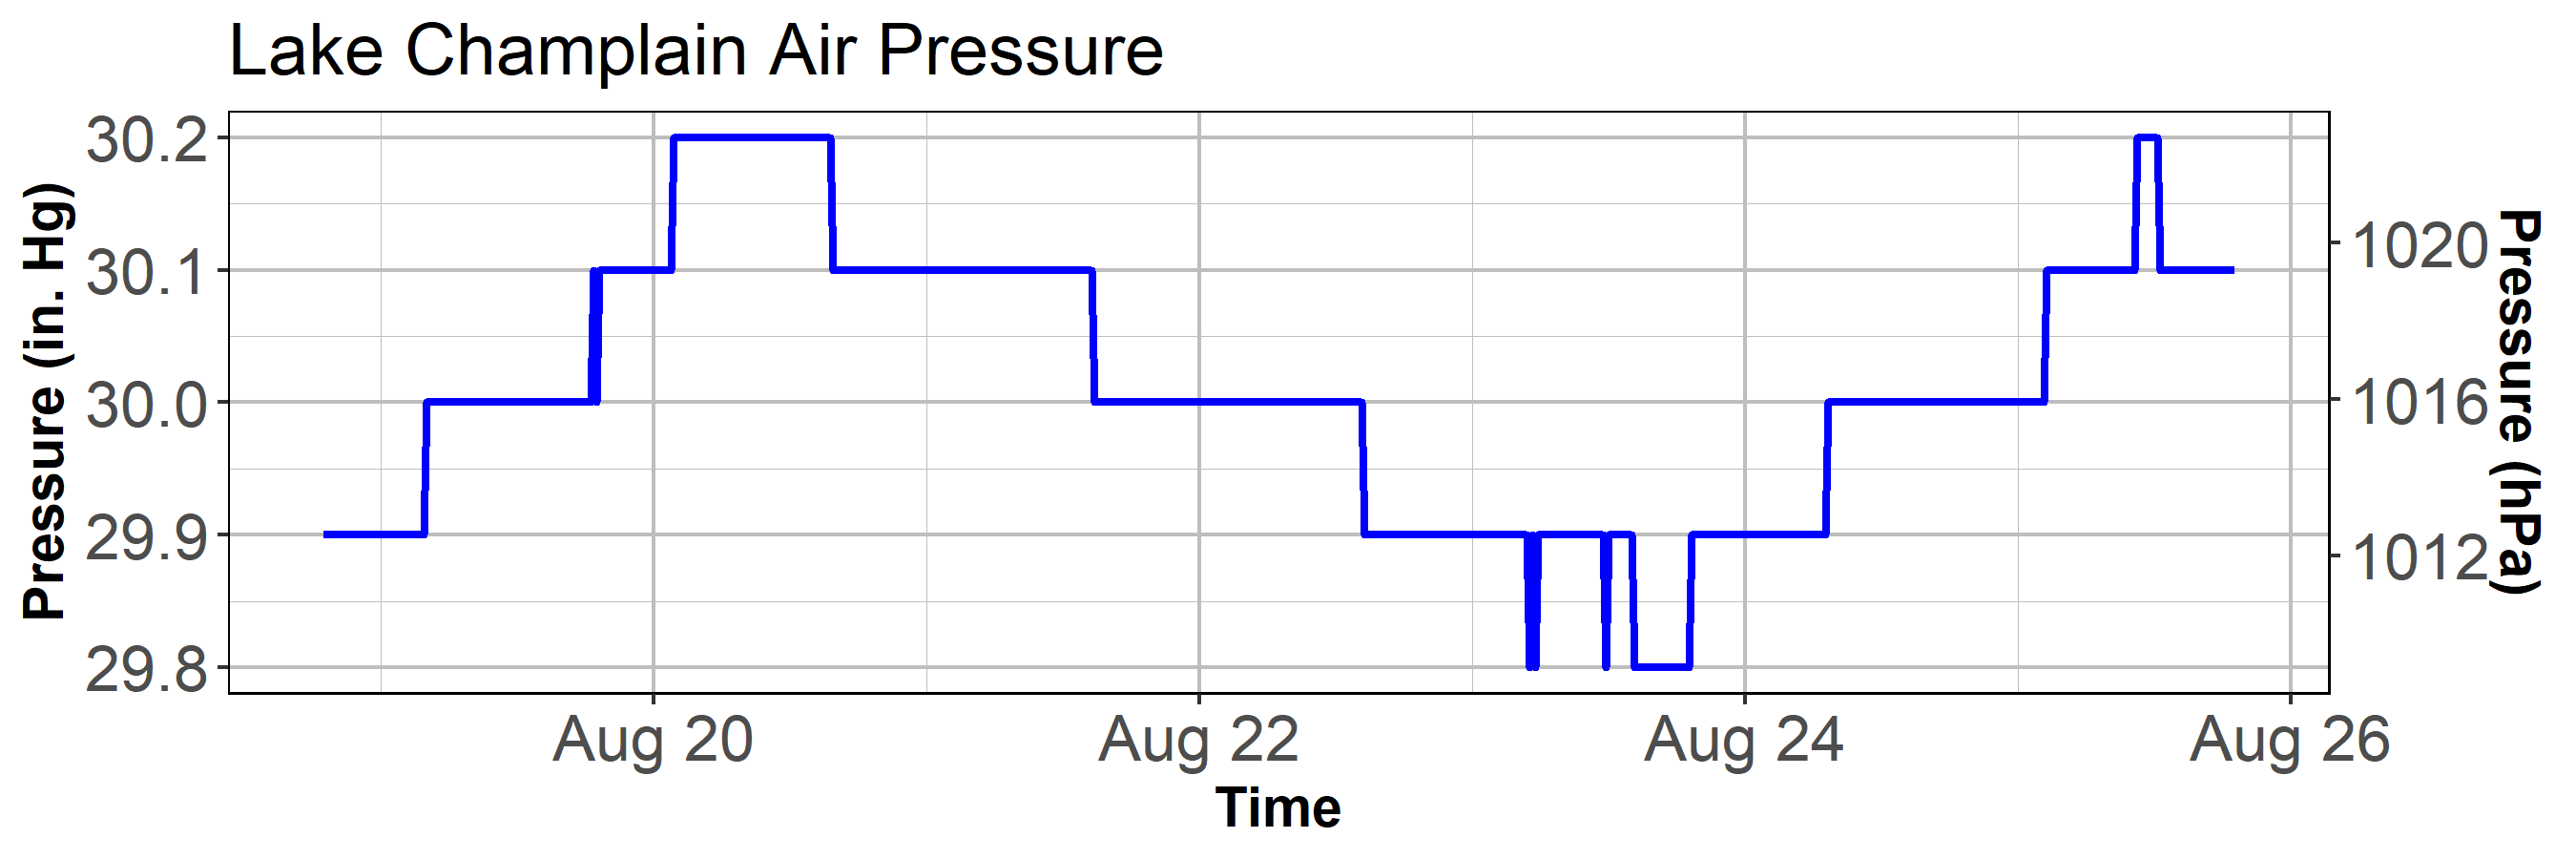 Lake Champlain Air Pressure
Pressure (in. Hg)
30.2
30.1
30.0
29.9
29.8
1020
1016
1012
Pressure (hPa)
Aug 20
Aug 22
Aug 24
Aug 26
Time